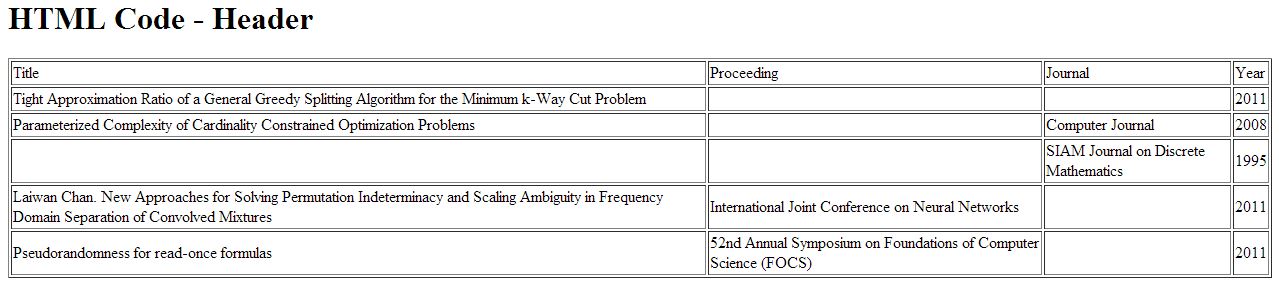 HTML Code - Header
Title Proceeding Journal Year
Tight Approximation Ratio of a General Greedy Splitting Algorithm for the Minimum k-Way Cut Problem 2011
Parameterized Complexity of Cardinality Constrained Optimization Problems Computer Journal 2008
SIAM Journal on Discrete
Mathematics
1995
Laiwan Chan. New Approaches for Solving Permutation Indeterminacy and Scaling Ambiguity in Frequency
Domain Separation of Convolved Mixtures
International Joint Conference on Neural Networks
2011
Pseudorandomness for read-once formulas
52nd Annual Symposium on Foundations of Computer
Science (FOCS)
2011